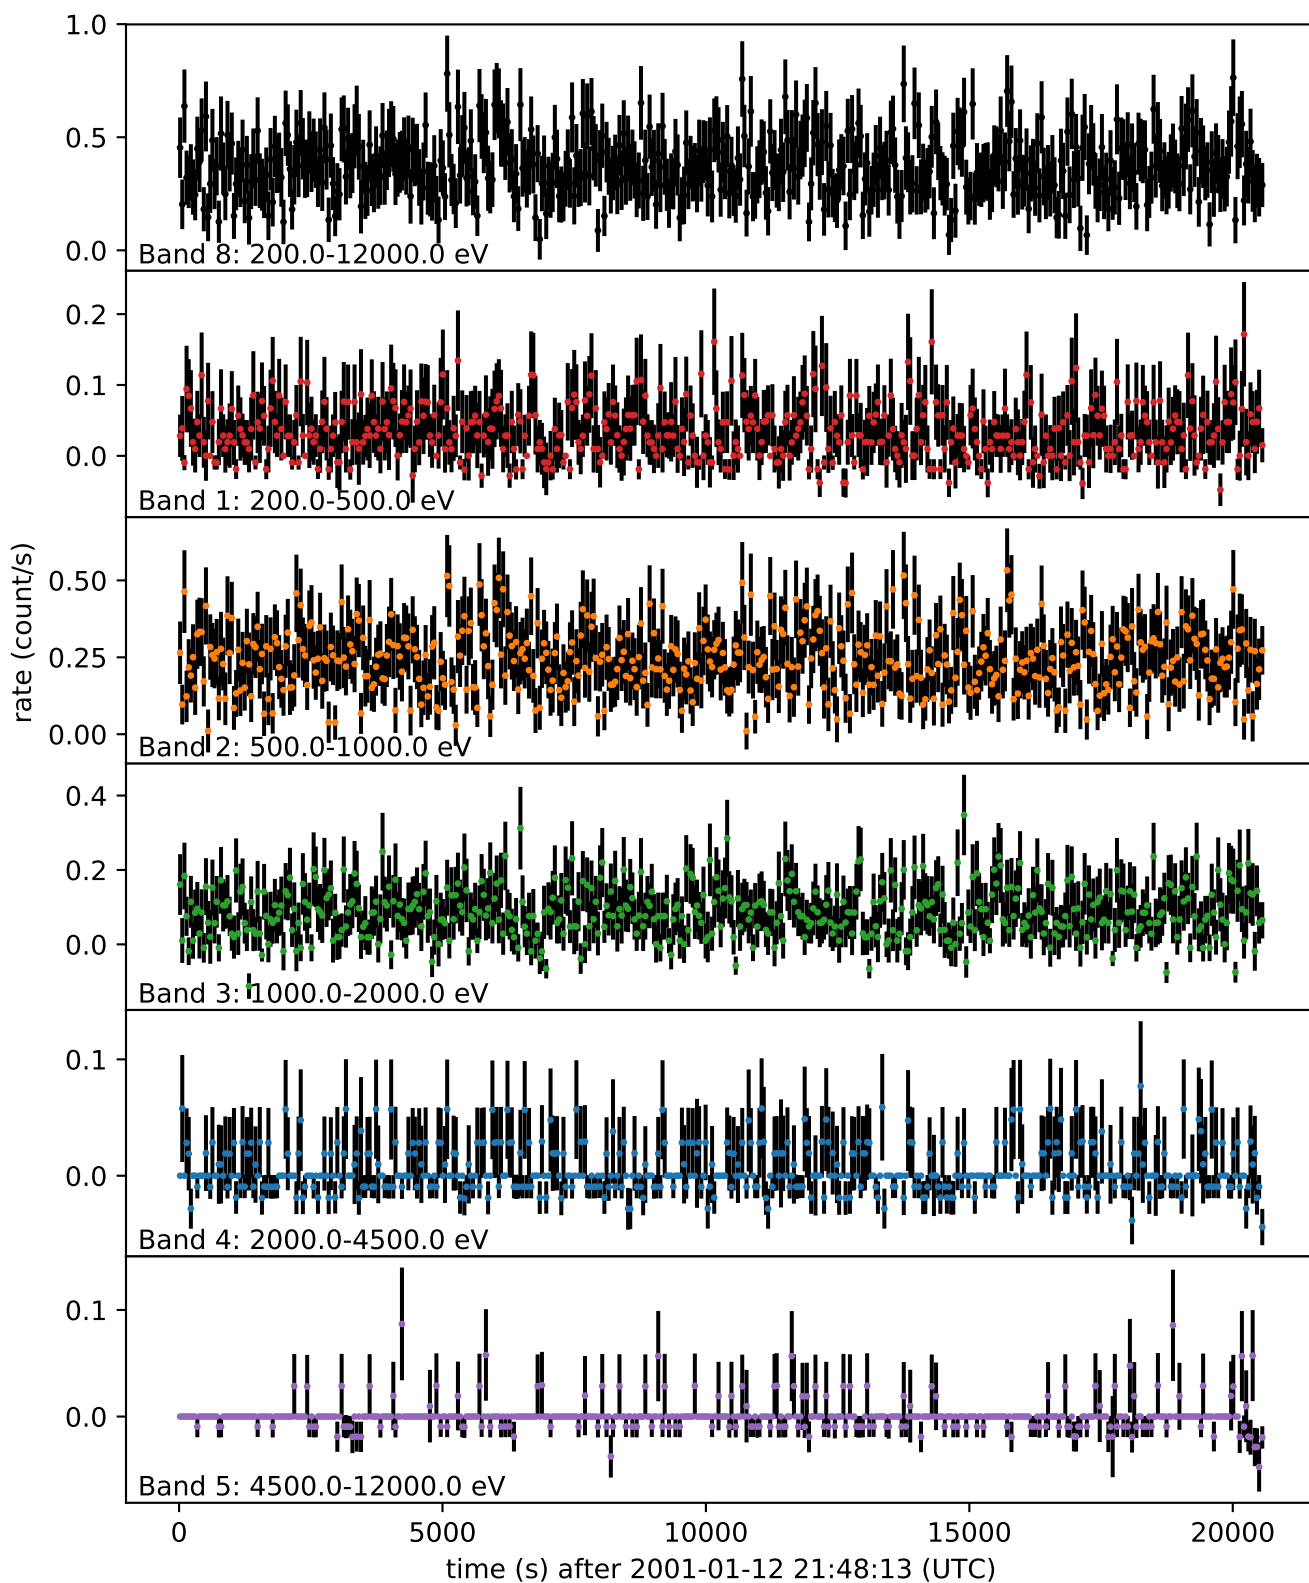 1.0
0.5
0.0
Band 8: 200.0-12000.0 eV
0.2
0.1
0.0
Band 1: 200.0-500.0 eV
rate (count/s)
0.50
0.25
0.00
Band 2: 500.0-1000.0 eV
0.4
0.2
0.0
Band 3: 1000.0-2000.0 eV
0.1
0.0
Band 4: 2000.0-4500.0 eV
0.1
0.0
Band 5: 4500.0-12000.0 eV
0 5000 10000 15000 20000
time (s) after 2001-01-12 21:48:13 (UTC)